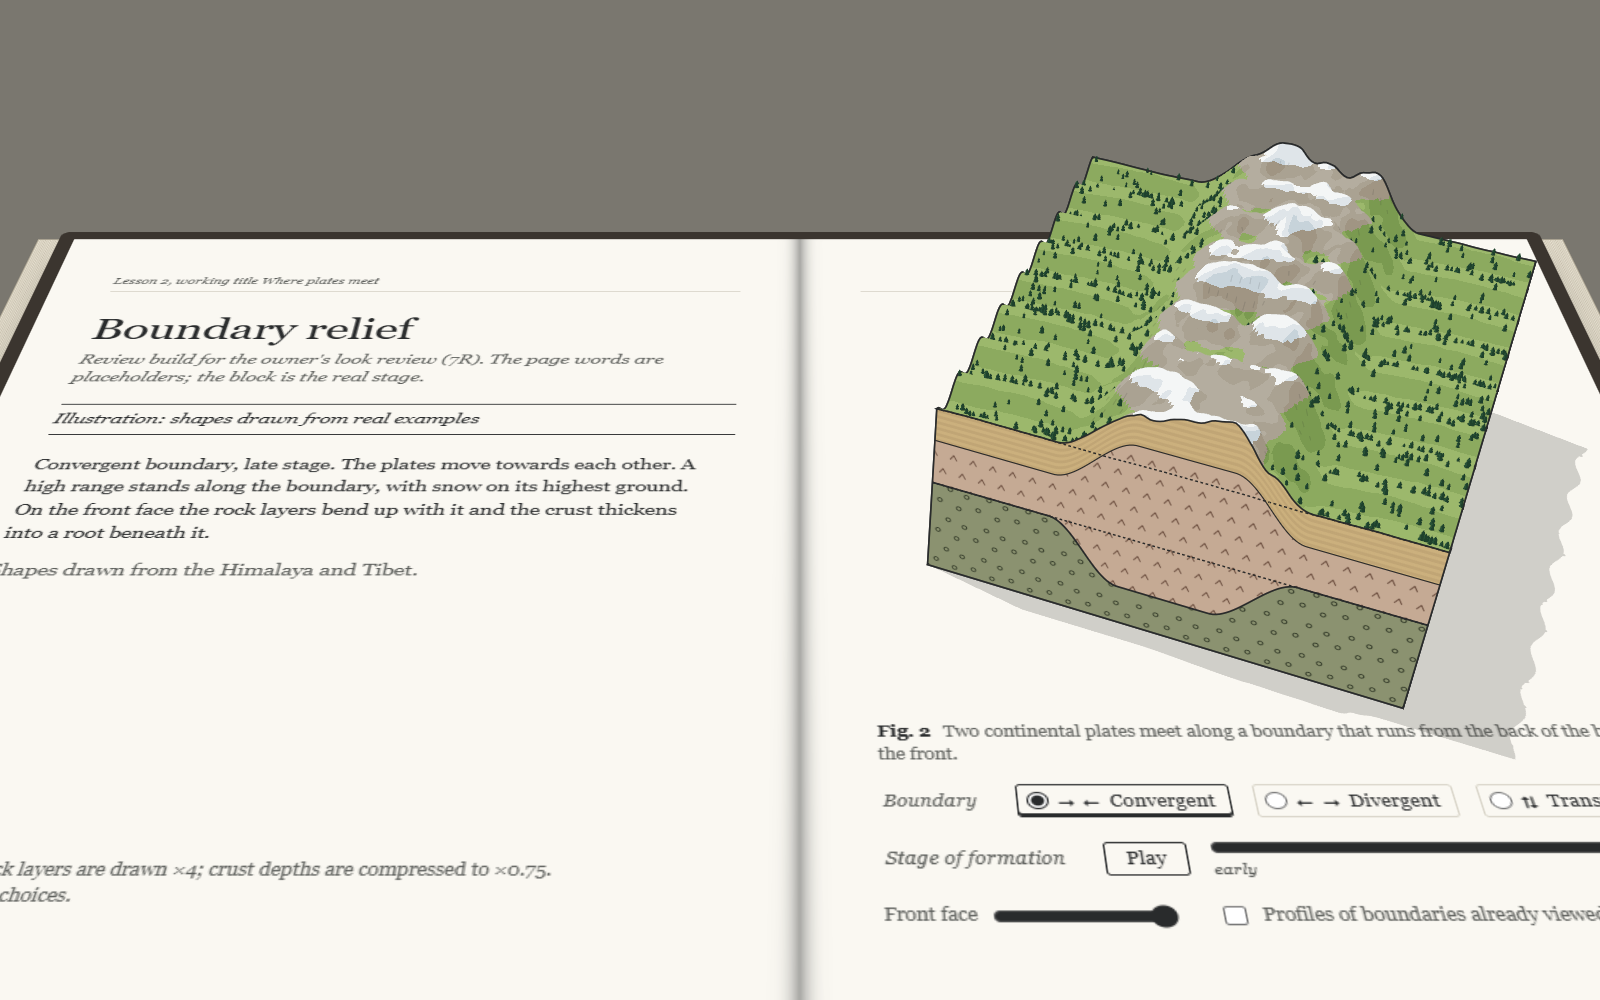 Lesson 2, working title Where plates meet
Boundary relief
Review build for the owner's look review (7R). The page words are
placeholders; the block is the real stage.
Illustration: shapes drawn from real examples
Convergent boundary, late stage. The plates move towards each other. A
high range stands along the boundary, with snow on its highest ground.
On the front face the rock layers bend up with it and the crust thickens
into a root beneath it.
Shapes drawn from the Himalaya and Tibet.
layers are drawn ×4; crust depths are compressed to ×0.75.
choices.
Fig. 2 Two continental plates meet along a boundary that runs from the back of the
the front.
Boundary → ← Convergent ← → Divergent ⇅
Stage of formation Play
early
Front face Profiles of boundaries already viewed